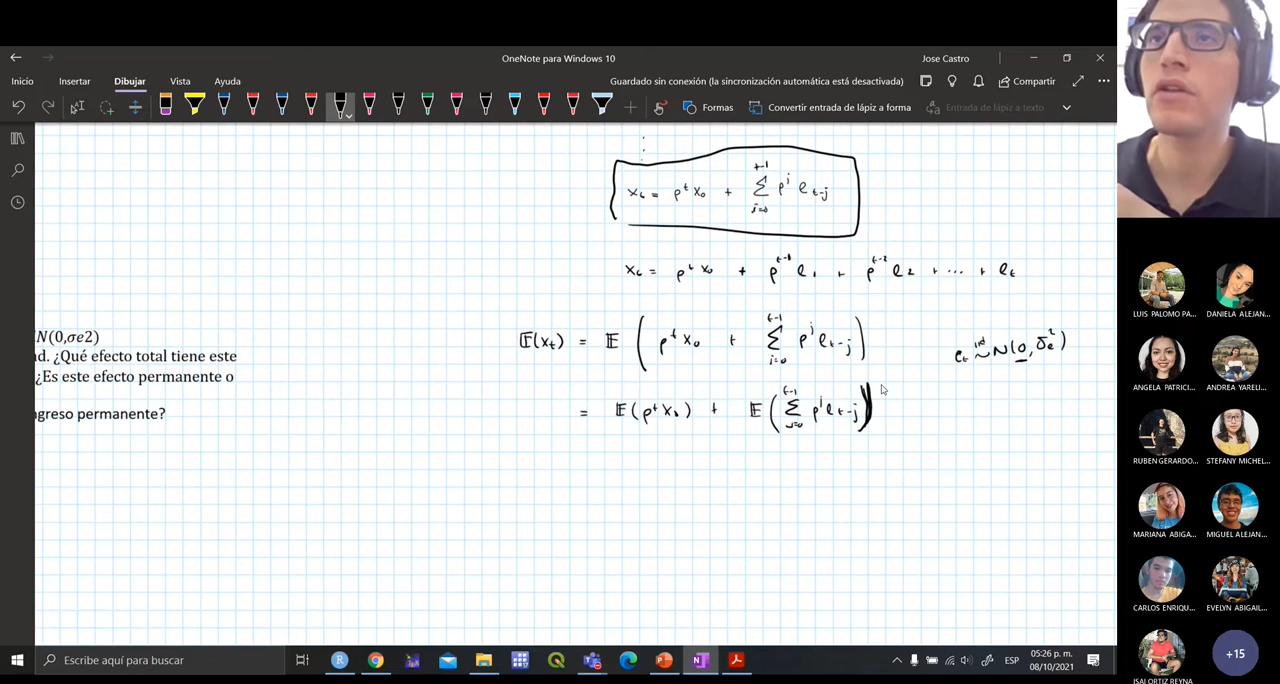 OneNote para Windows 10
Jose Castro
Inicio Insertar Dibujar Vista Ayuda
Guardado sin conexión (la sincronización automática está desactivada)
Compartir
Formas
Convertir entrada de lápiz a forma
Entrada de lápiz a texto
x_t = ρ^t x_0 + Σ_{j=0}^{t-1} ρ^j e_{t-j}
x_t = ρ^t x_0 + ρ^{t-1} e_1 + ρ^{t-2} e_2 + ... + e_t
𝔼(x_t) = 𝔼 ( ρ^t x_0 + Σ_{j=0}^{t-1} ρ^j e_{t-j} )
e_t ~^{iid} N(0, σ_e^2)
= 𝔼(ρ^t x_0) + 𝔼 ( Σ_{j=0}^{t-1} ρ^j e_{t-j} )
N(0,σe2)
nd. ¿Qué efecto total tiene este
¿Es este efecto permanente o
ngreso permanente?
LUIS PALOMO PA...
DANIELA ALEJAN...
ANGELA PATRICI...
ANDREA YARELI...
RUBEN GERARDO...
STEFANY MICHEL...
MARIANA ABIGA...
MIGUEL ALEJAN...
CARLOS ENRIQU...
EVELYN ABIGAIL...
ISAI ORTIZ REYNA
+15
Escribe aquí para buscar
ESP
05:26 p. m.
08/10/2021